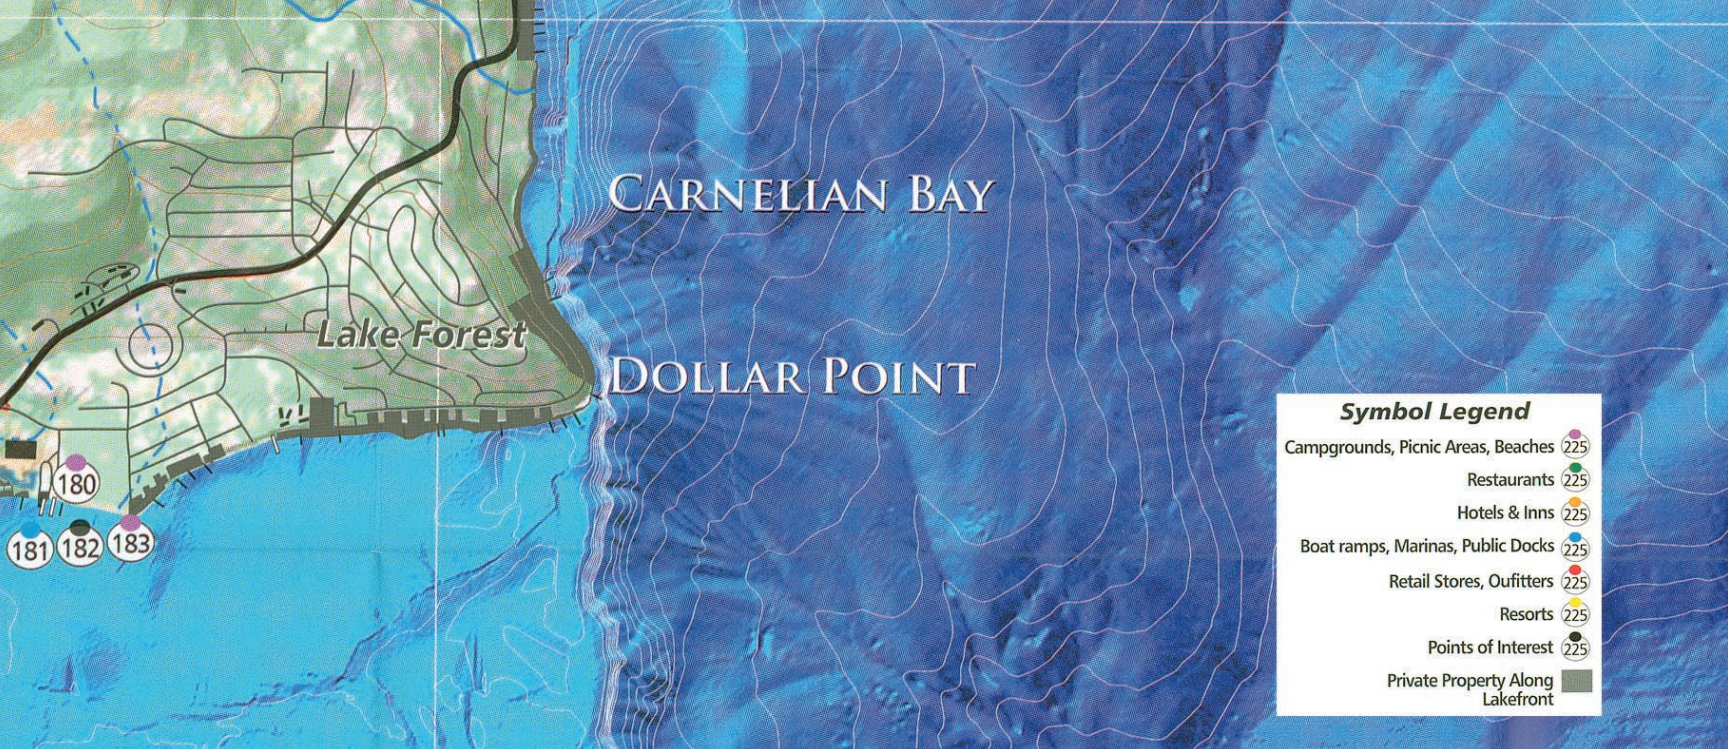 CARNELIAN BAY
Lake Forest
DOLLAR POINT
180
181
182
183
Symbol Legend
Campgrounds, Picnic Areas, Beaches 225
Restaurants 225
Hotels & Inns 225
Boat ramps, Marinas, Public Docks 225
Retail Stores, Oufitters 225
Resorts 225
Points of Interest 225
Private Property Along
Lakefront